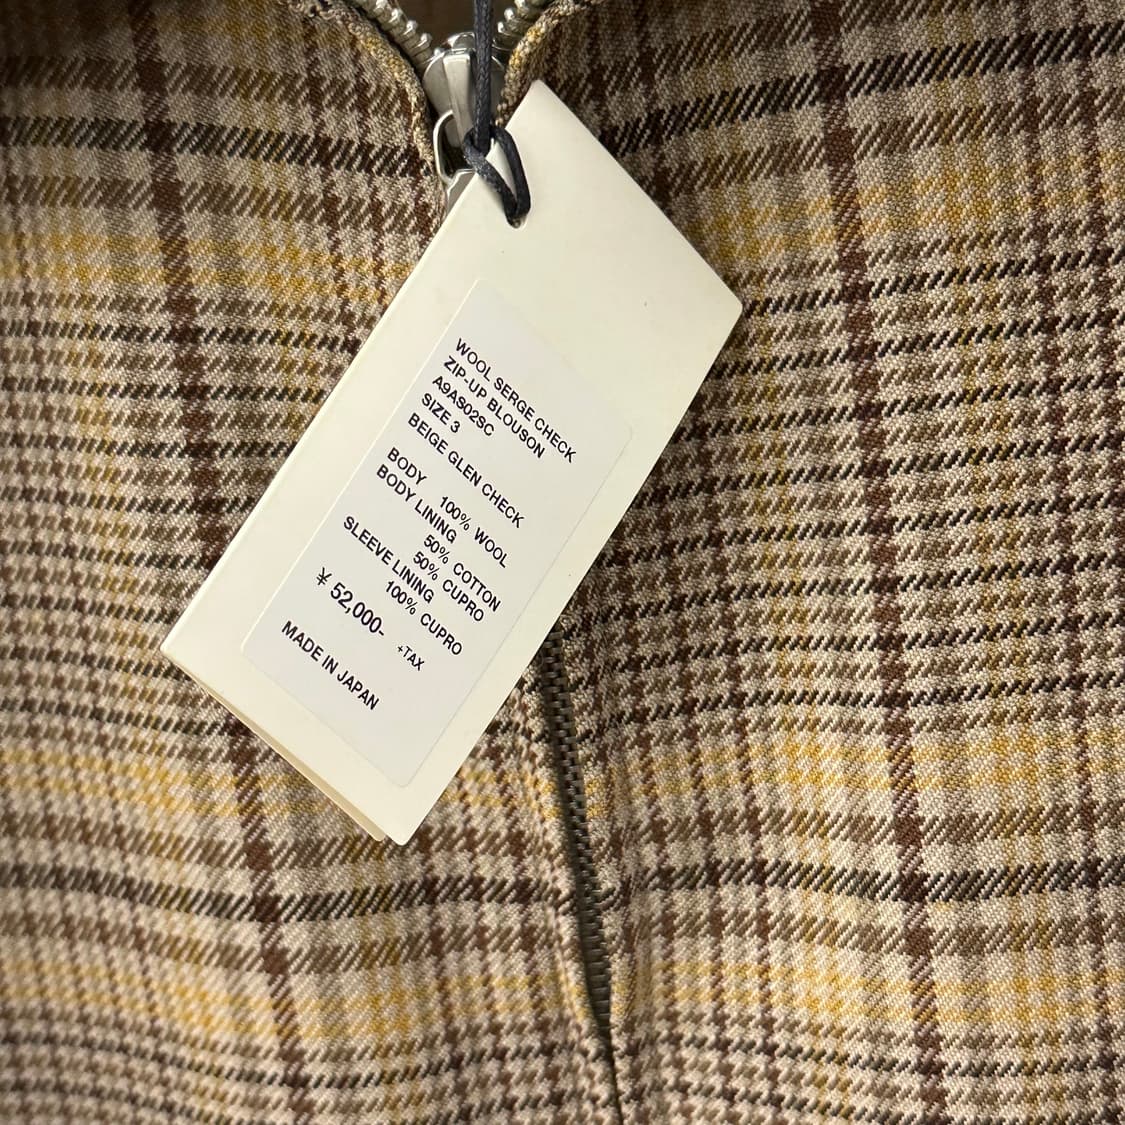 WOOL SERGE CHECK
ZIP-UP BLOUSON
A9AS02SC
SIZE 3
BEIGE GLEN CHECK
BODY 100% WOOL
BODY LINING
50% COTTON
50% CUPRO
SLEEVE LINING
100% CUPRO
¥ 52,000- +TAX
MADE IN JAPAN